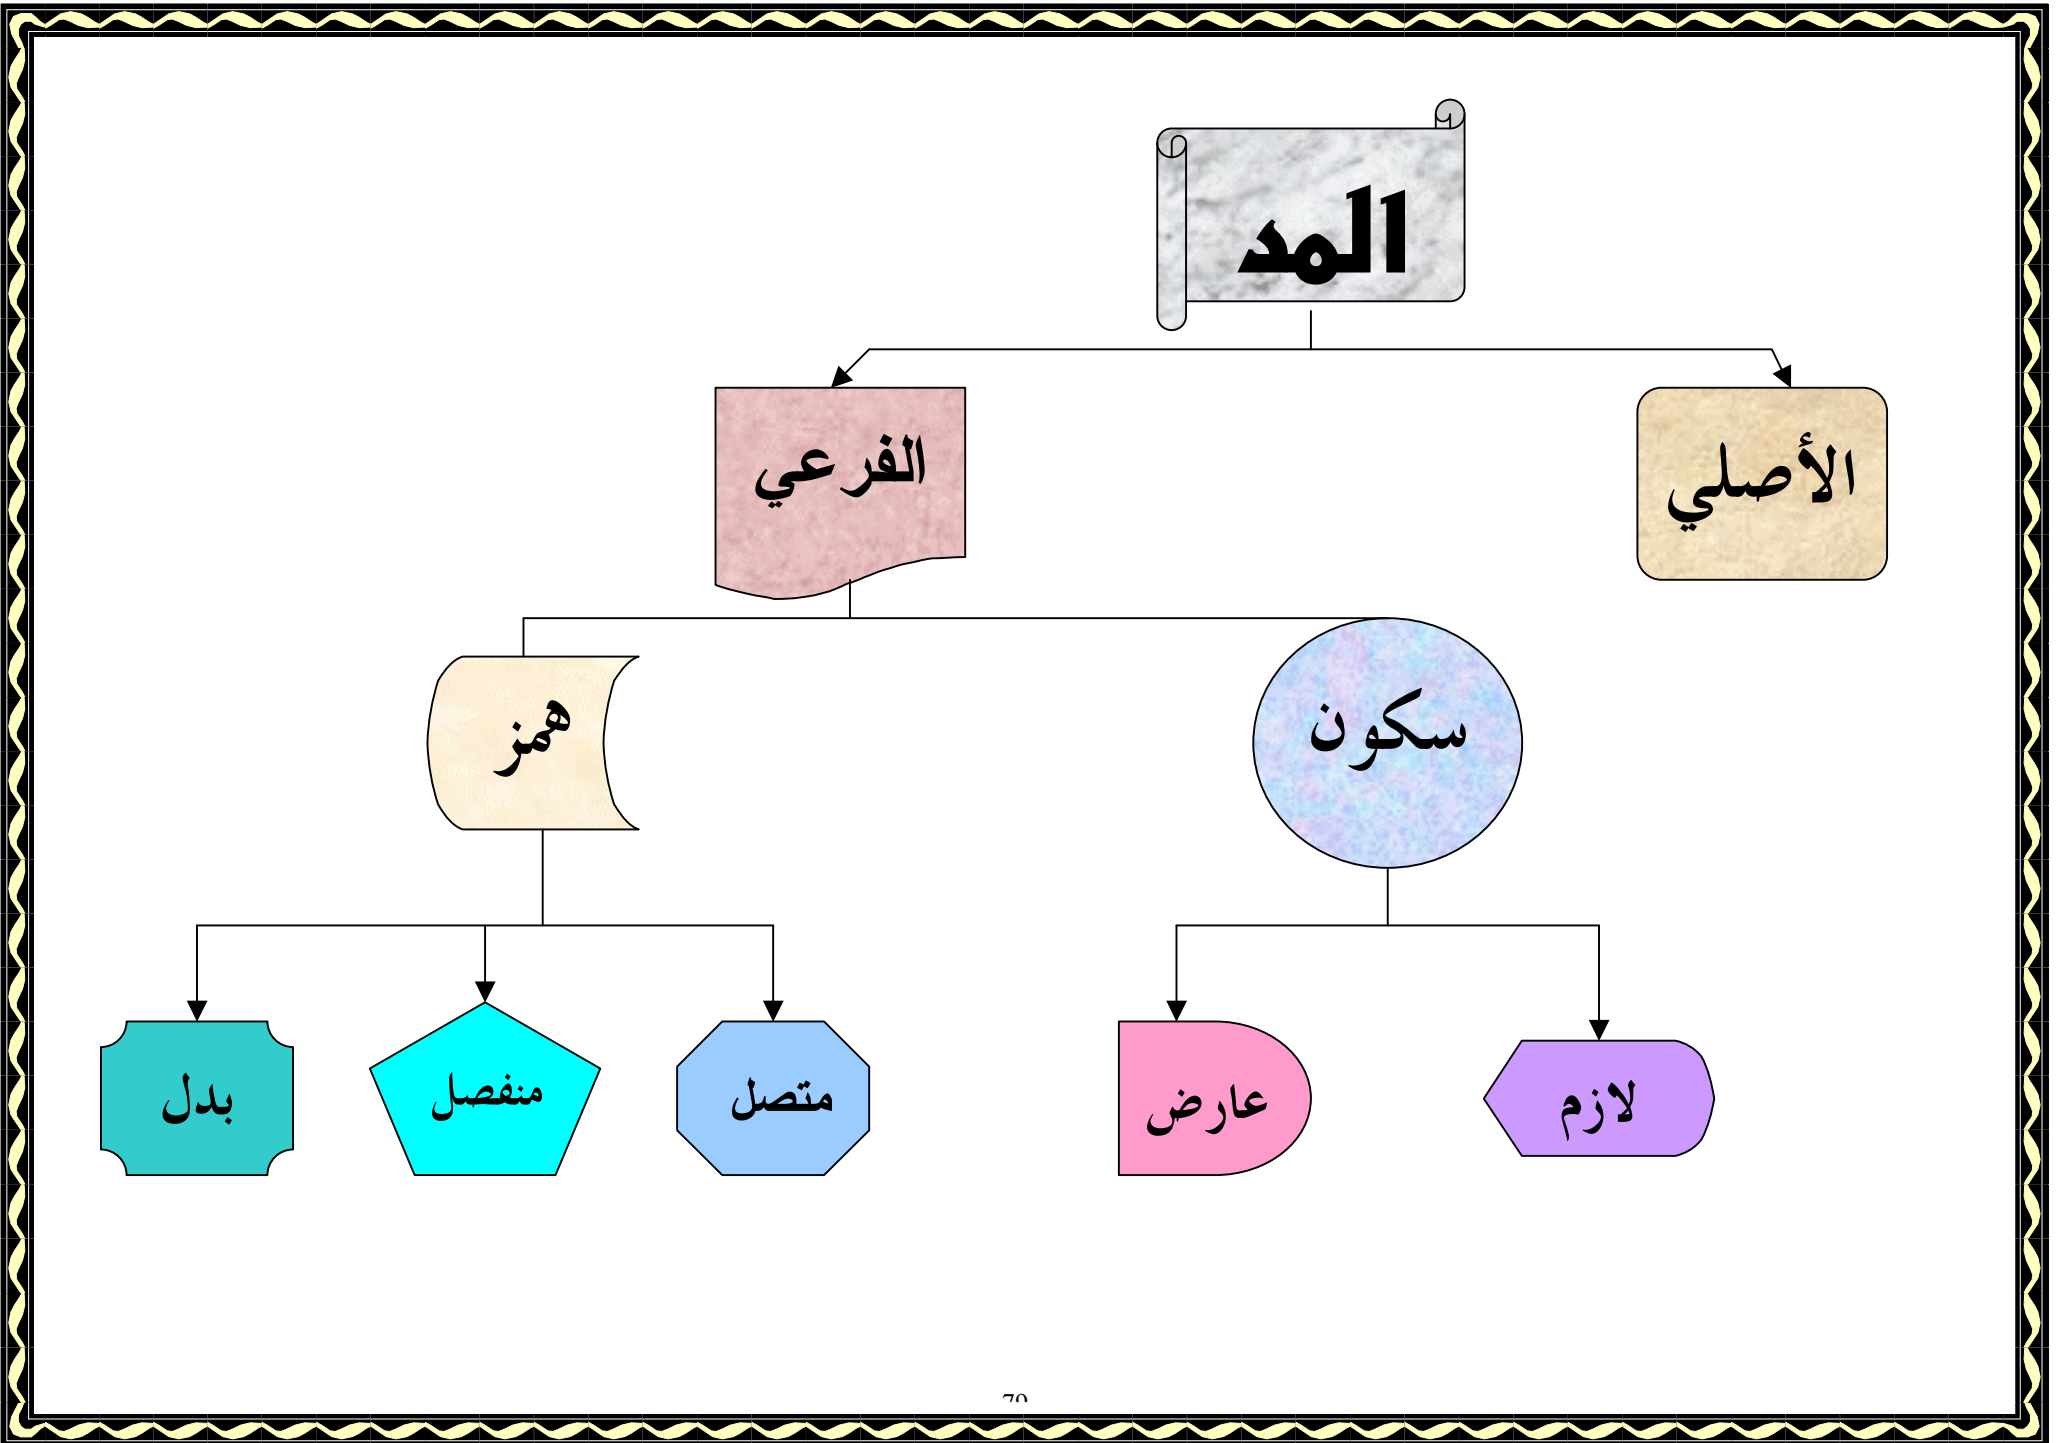 المد
الأصلي
الفرعي
سكون
همز
لازم
عارض
متصل
منفصل
بدل